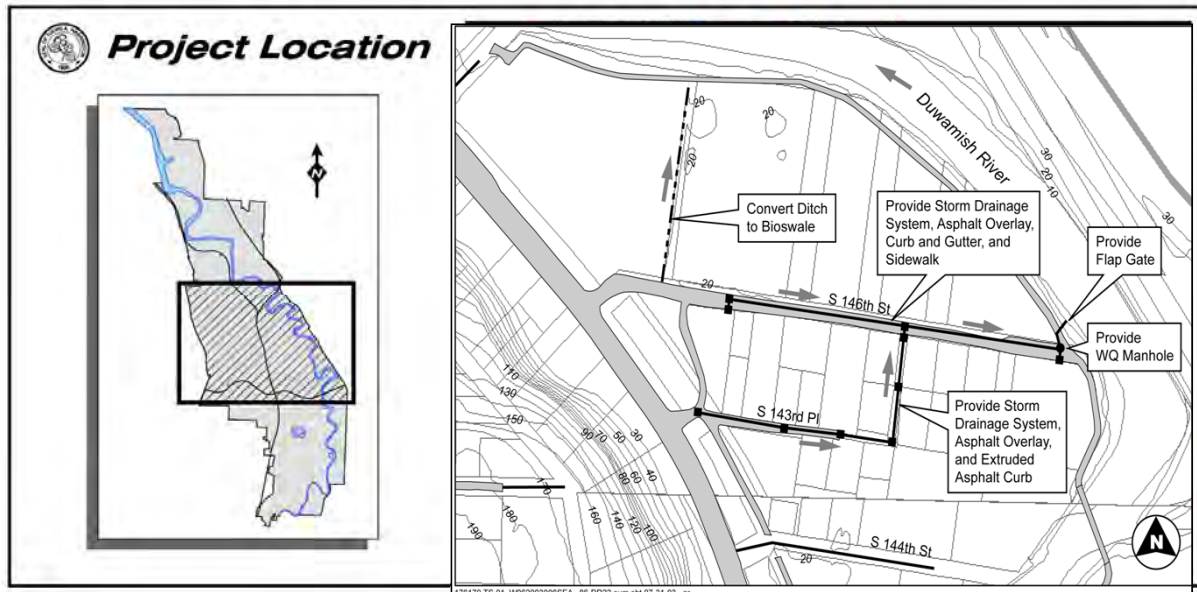 Project Location
N
Duwamish River
Convert Ditch
to Bioswale
Provide Storm Drainage
System, Asphalt Overlay,
Curb and Gutter, and
Sidewalk
Provide
Flap Gate
Provide
WQ Manhole
S 146th St
S 143rd Pl
Provide Storm
Drainage System,
Asphalt Overlay,
and Extruded
Asphalt Curb
S 144th St
20
20
20
20
30
20
10
30
110
130
150
90
70
50
30
80
60
40
160
140
120
100
170
180
190
20
N